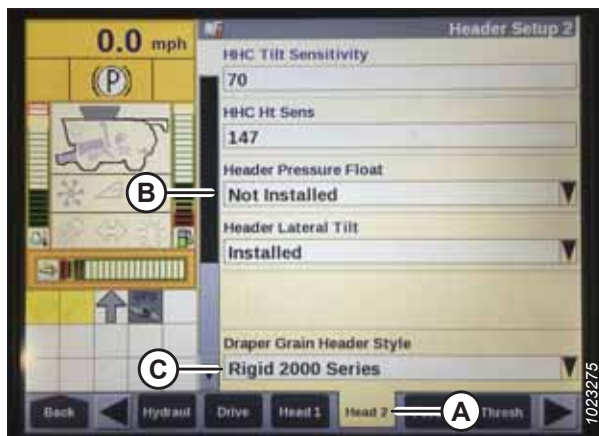 0.0 mph
Header Setup 2
(P)
HHC Tilt Sensitivity
70
HHC Ht Sens
147
Header Pressure Float
B
Not Installed
Header Lateral Tilt
Installed
Draper Grain Header Style
C
Rigid 2000 Series
Back
Hydraul
Drive
Head 1
Head 2
A
Thresh
1023275